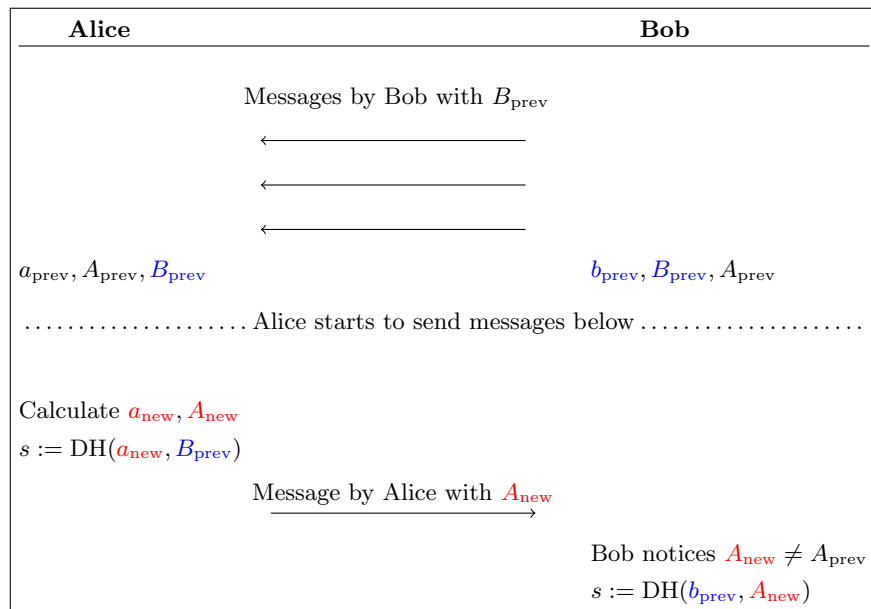 Alice Bob
Messages by Bob with B_prev
a_prev, A_prev, B_prev b_prev, B_prev, A_prev
...................... Alice starts to send messages below ......................
Calculate a_new, A_new
s := DH(a_new, B_prev)
Message by Alice with A_new
Bob notices A_new ≠ A_prev
s := DH(b_prev, A_new)